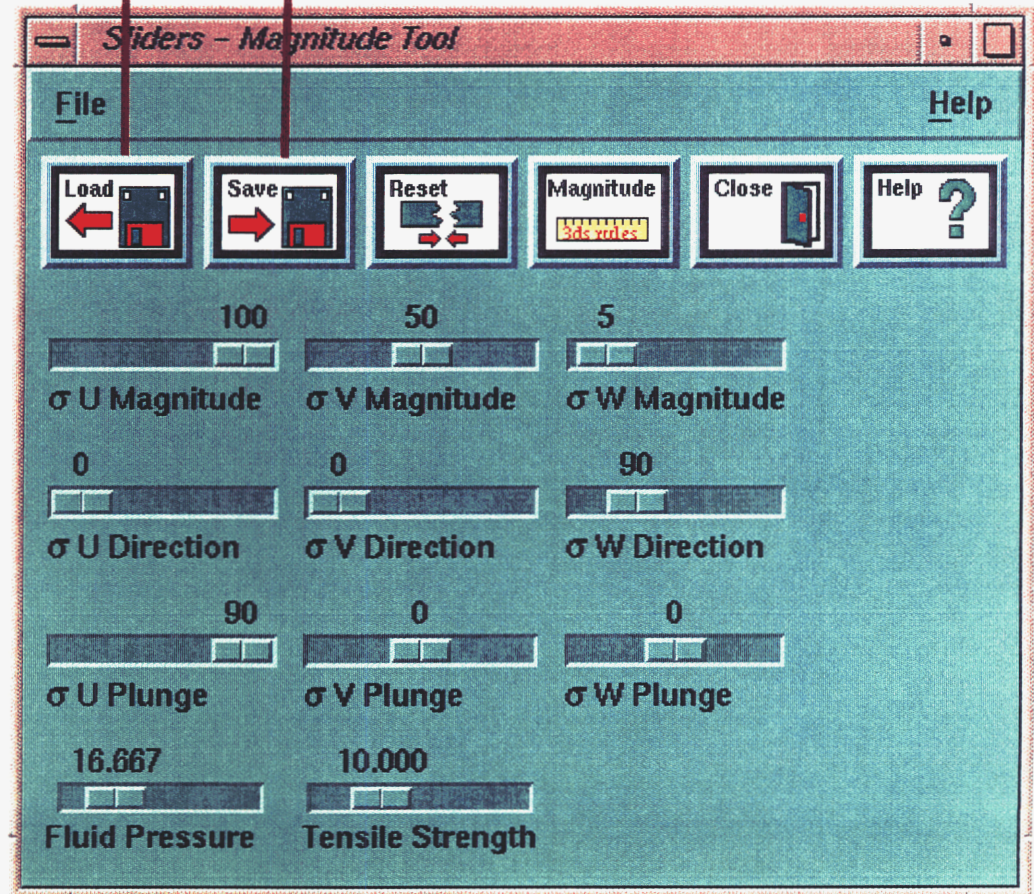 Sliders - Magnitude Tool
File Help
Load Save Reset Magnitude Close Help ?
3ds rules
100 50 5
σ U Magnitude σ V Magnitude σ W Magnitude
0 0 90
σ U Direction σ V Direction σ W Direction
90 0 0
σ U Plunge σ V Plunge σ W Plunge
16.667 10.000
Fluid Pressure Tensile Strength